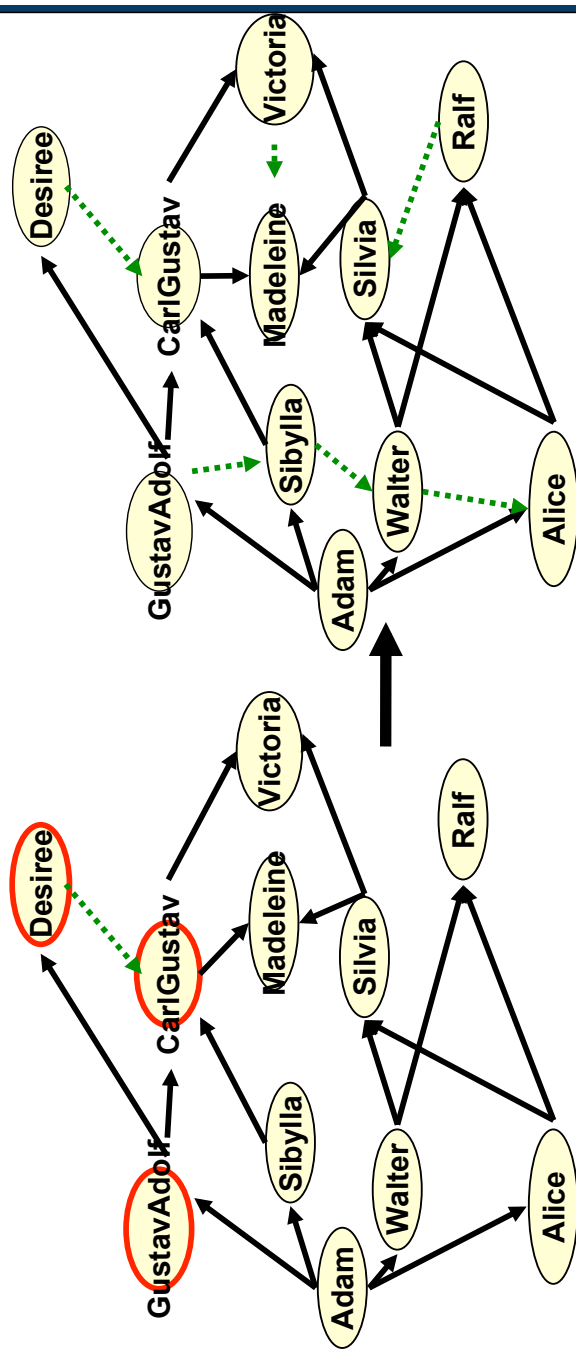 Desiree
GustavAdolf
CarlGustav
Victoria
Sibylla
Madeleine
Adam
Walter
Silvia
Alice
Ralf
Desiree
GustavAdolf
CarlGustav
Victoria
Sibylla
Madeleine
Adam
Walter
Silvia
Alice
Ralf